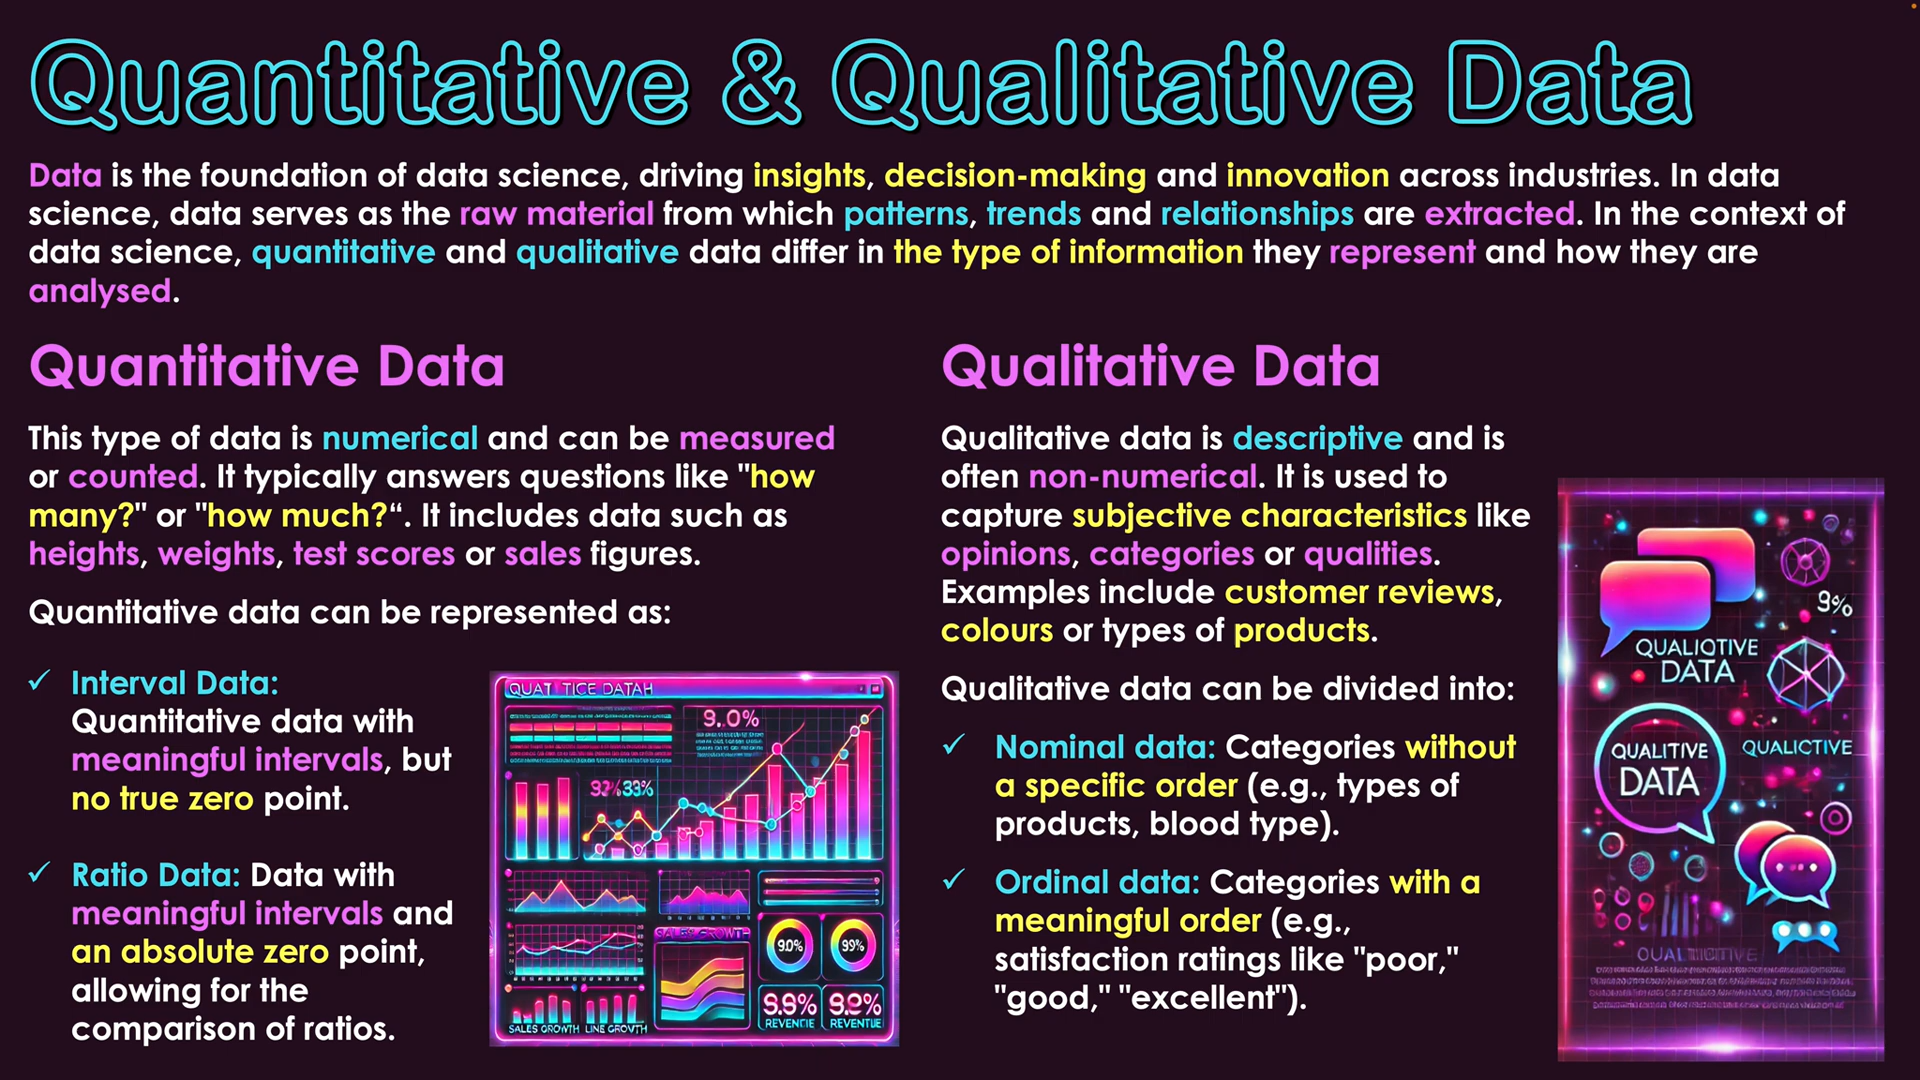 Quantitative & Qualitative Data
Data is the foundation of data science, driving insights, decision-making and innovation across industries. In data
science, data serves as the raw material from which patterns, trends and relationships are extracted. In the context of
data science, quantitative and qualitative data differ in the type of information they represent and how they are
analysed.
Quantitative Data
This type of data is numerical and can be measured
or counted. It typically answers questions like "how
many?" or "how much?“. It includes data such as
heights, weights, test scores or sales figures.
Quantitative data can be represented as:
✓ Interval Data:
Quantitative data with
meaningful intervals, but
no true zero point.
✓ Ratio Data: Data with
meaningful intervals and
an absolute zero point,
allowing for the
comparison of ratios.
QUAT TICE DATAH
9.0%
33%
SALES GROWTH
90%
99%
SALES GROWTH
Qualitative Data
Qualitative data is descriptive and is
often non-numerical. It is used to
capture subjective characteristics like
opinions, categories or qualities.
Examples include customer reviews,
colours or types of products.
Qualitative data can be divided into:
✓ Nominal data: Categories without
a specific order (e.g., types of
products, blood type).
✓ Ordinal data: Categories with a
meaningful order (e.g.,
satisfaction ratings like "poor,"
"good," "excellent").
9%
QUALIOTIVE
DATA
QUALITIVE
DATA
QUALICTIVE